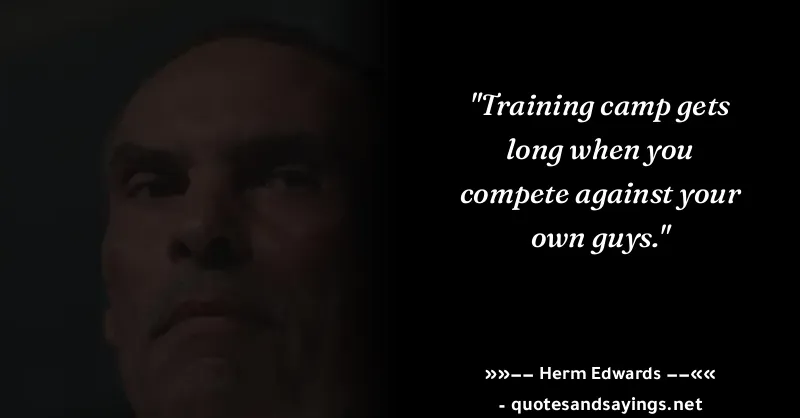 "Training camp gets
long when you
compete against your
own guys."
»»–– Herm Edwards ––««
- quotesandsayings.net